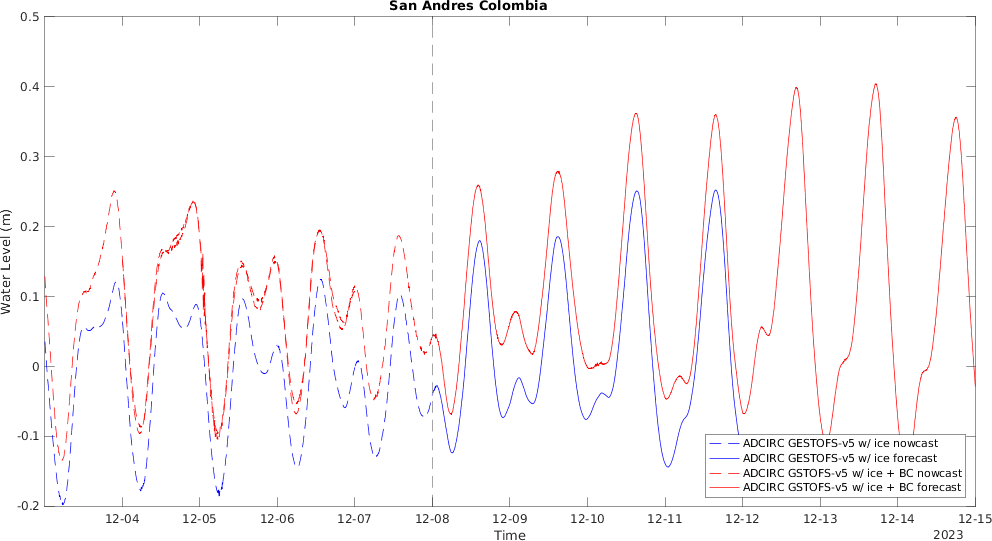 San Andres Colombia
0.5
0.4
0.3
0.2
0.1
0
-0.1
-0.2
Water Level (m)
ADCIRC GESTOFS-v5 w/ ice nowcast
ADCIRC GESTOFS-v5 w/ ice forecast
ADCIRC GSTOFS-v5 w/ ice + BC nowcast
ADCIRC GSTOFS-v5 w/ ice + BC forecast
12-04 12-05 12-06 12-07 12-08 12-09 12-10 12-11 12-12 12-13 12-14 12-15
Time
2023